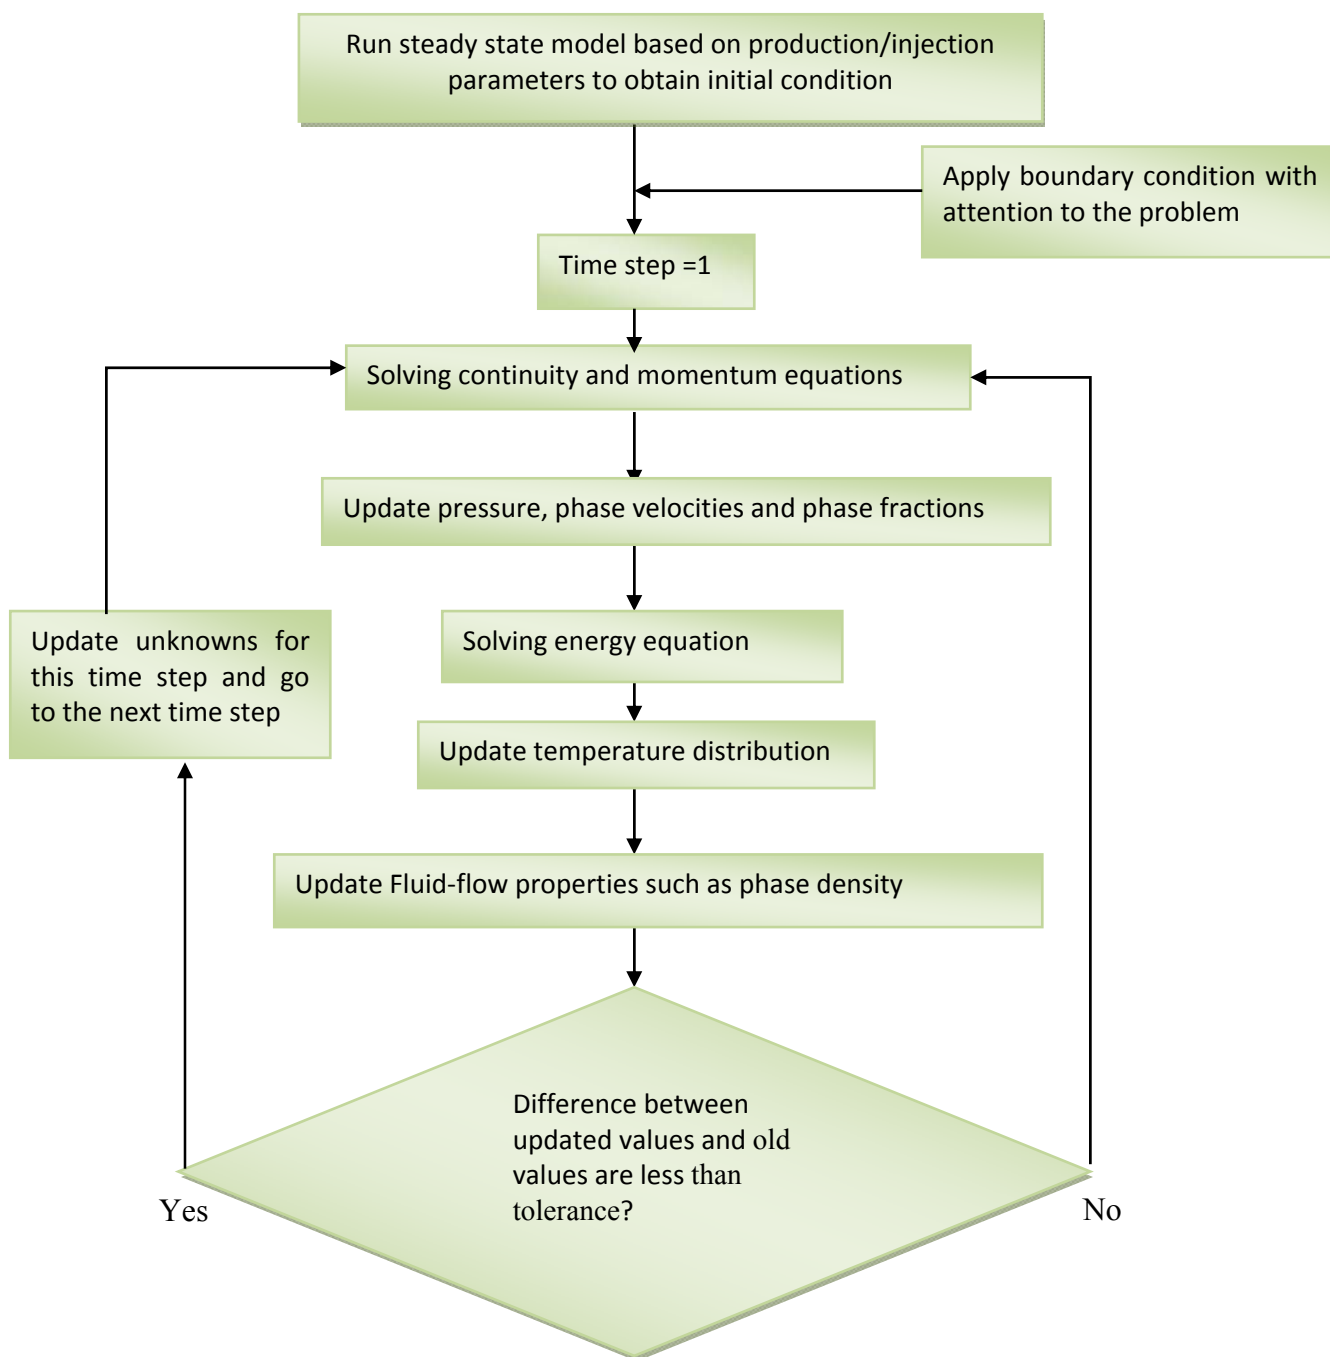 Run steady state model based on production/injection
parameters to obtain initial condition
Apply boundary condition with
attention to the problem
Time step =1
Solving continuity and momentum equations
Update pressure, phase velocities and phase fractions
Update unknowns for
this time step and go
to the next time step
Solving energy equation
Update temperature distribution
Update Fluid-flow properties such as phase density
Difference between
updated values and old
values are less than
tolerance?
Yes
No